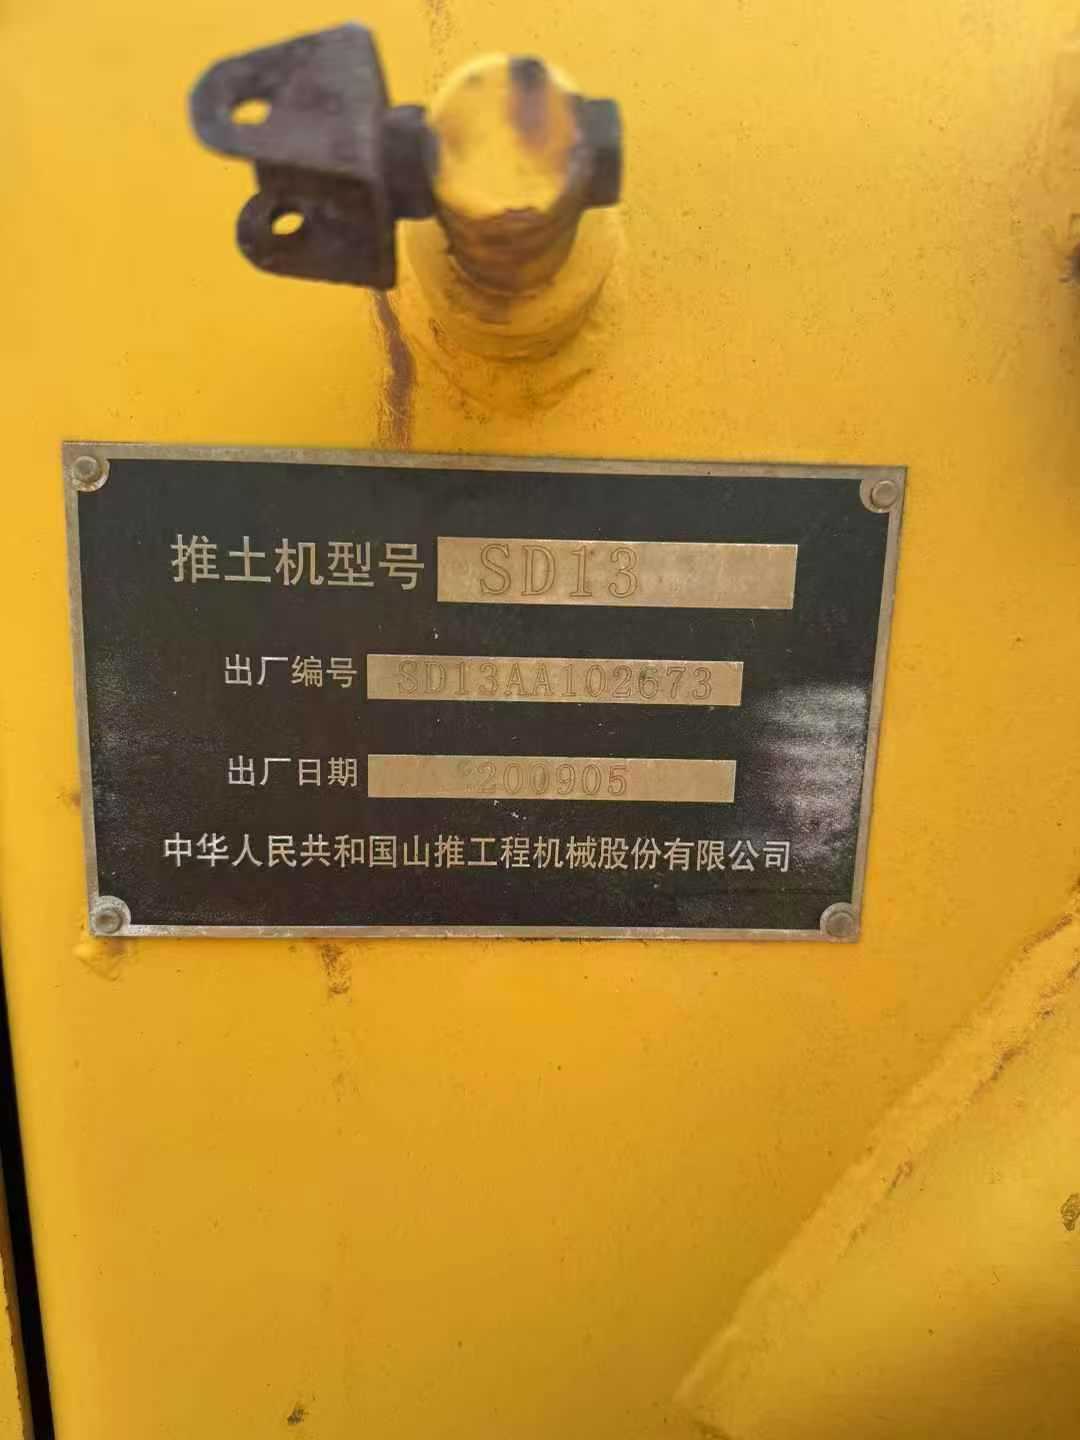 推土机型号 SD13
出厂编号 SD13AA102673
出厂日期 200905
中华人民共和国山推工程机械股份有限公司